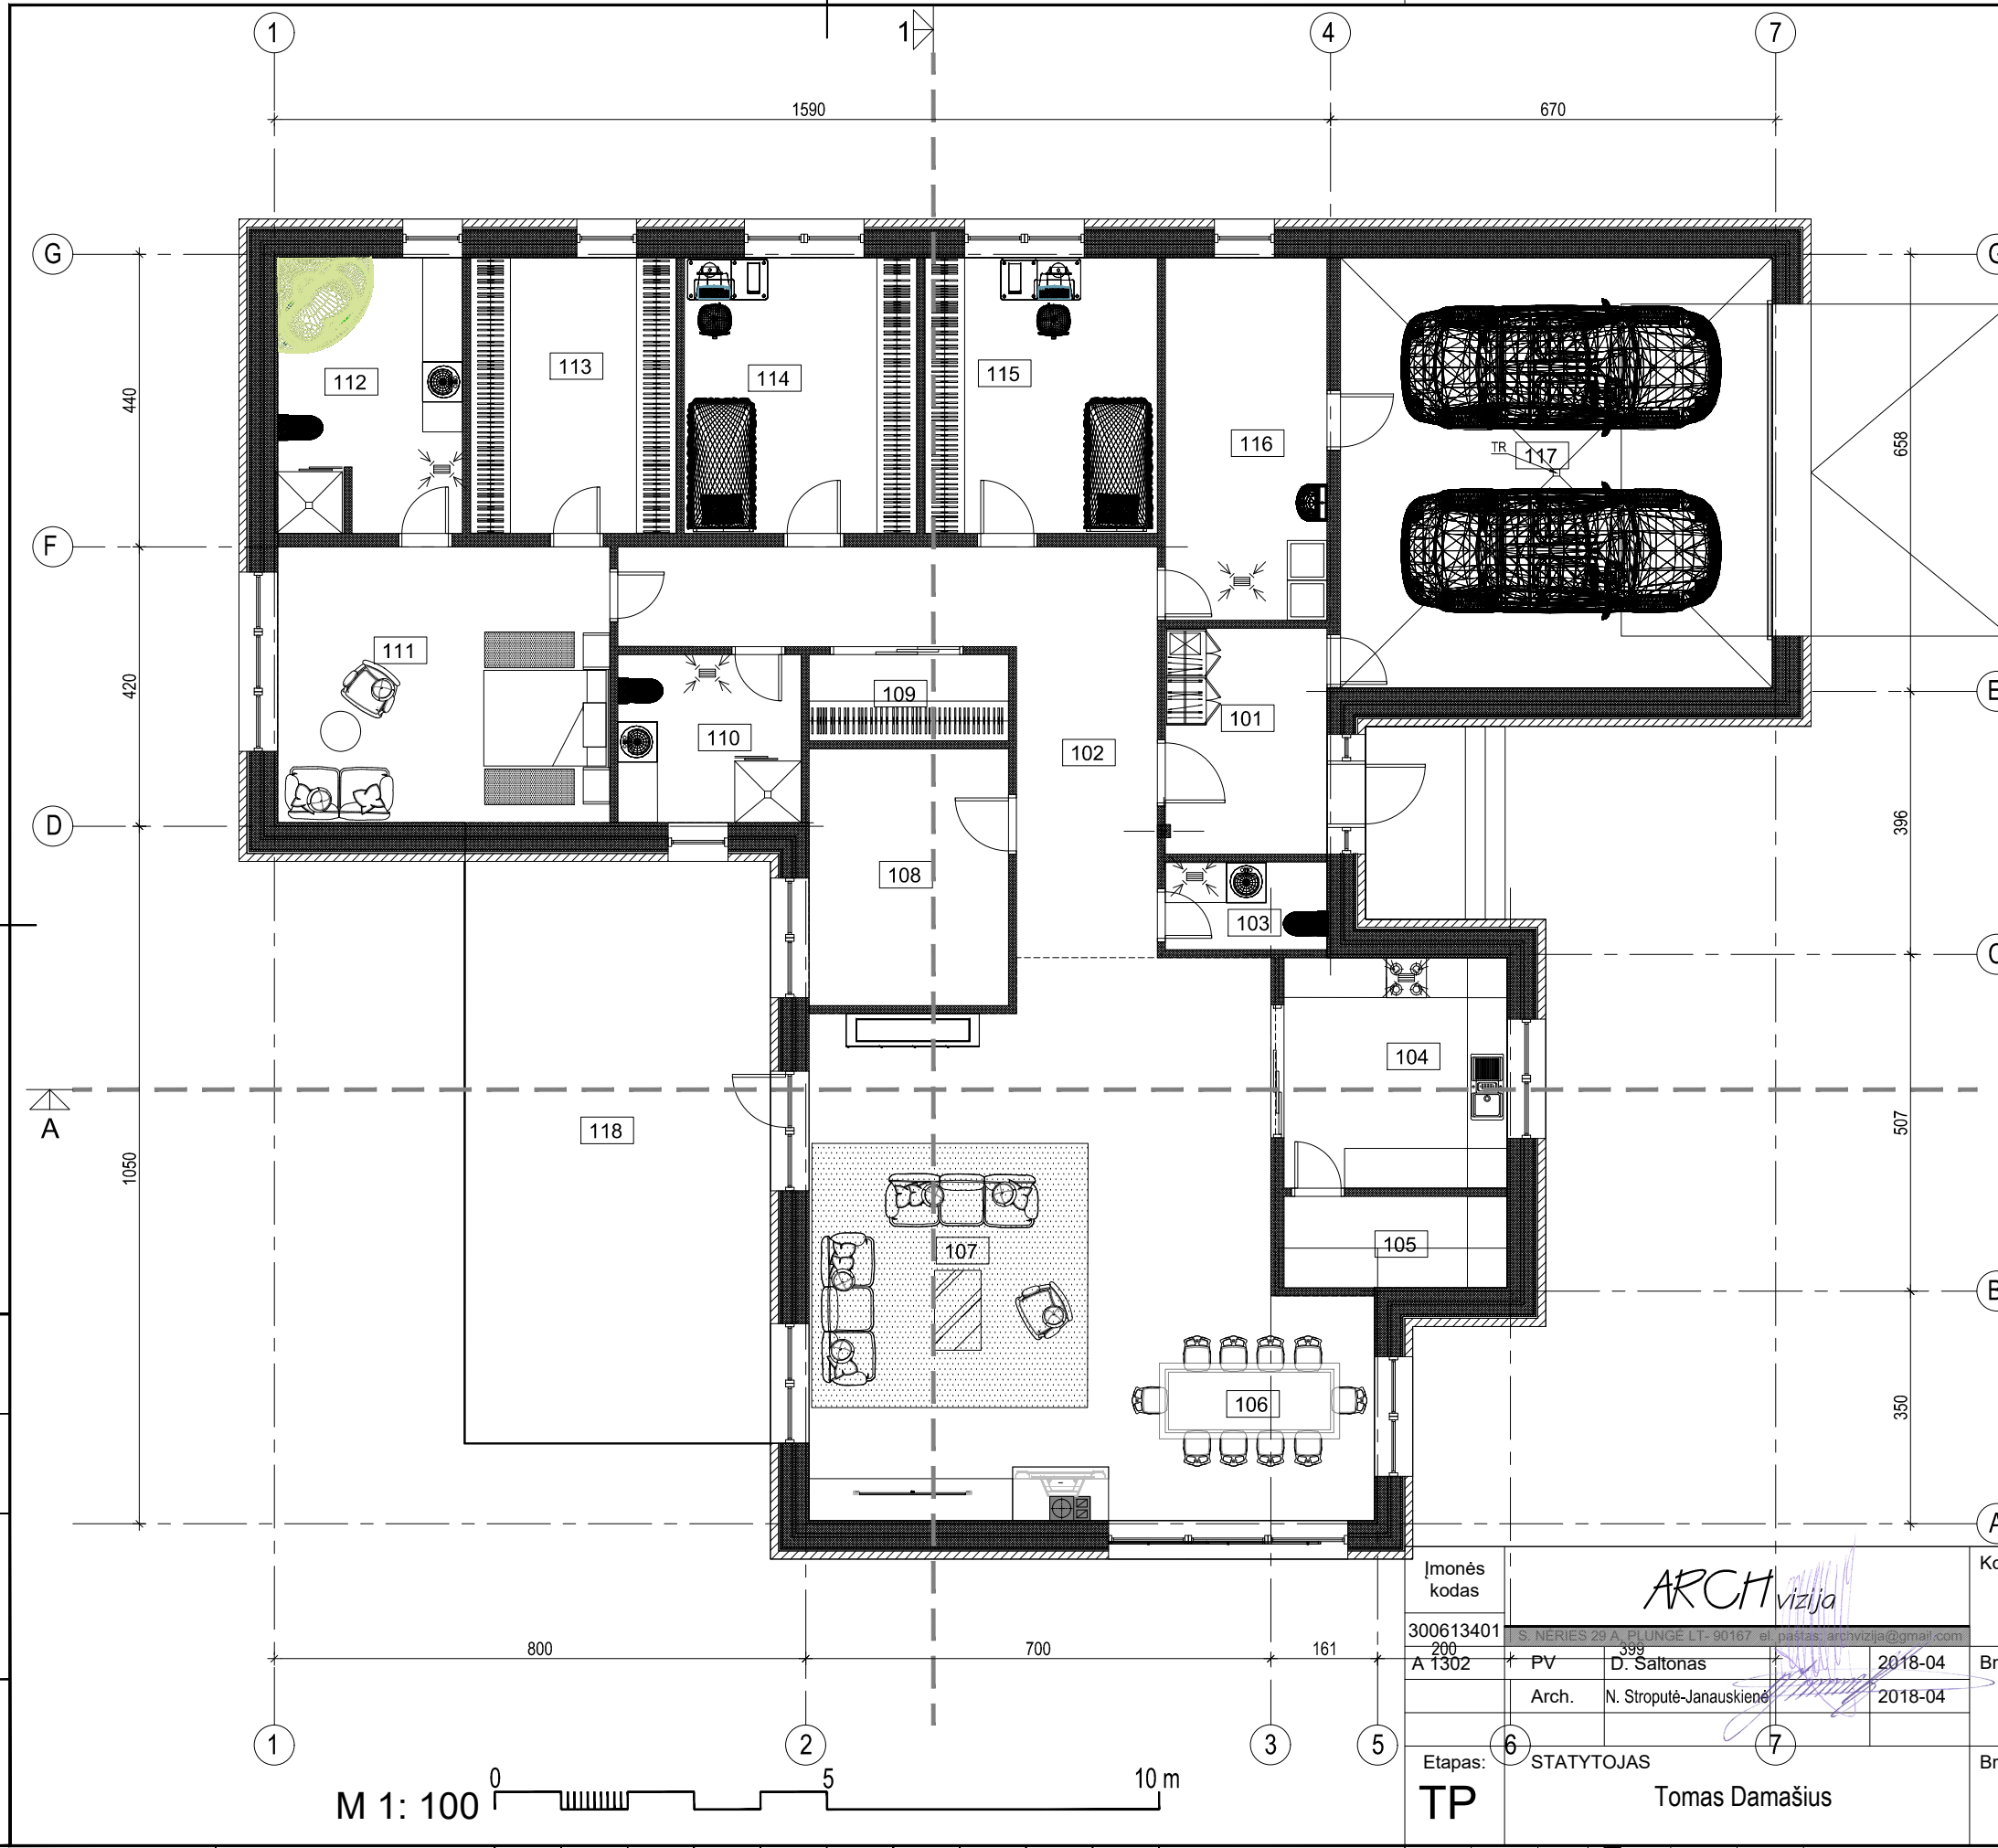 1 1 4 7
1590 670
G G
112 113 114 115 116 TR 117
440 658
F
111 109 110 101 102
420 E
D 396
108 103
C
104
A
118 507
1050
107 105 B
106 350
A
Įmonės
kodas
ARCH vizija Ko
300613401 S. NĖRIES 29 A, PLUNGĖ LT- 90167 el. paštas: archvizija@gmail.com
800 700 161 200 399
A 1302 PV D. Šaltonas 2018-04 Br
Arch. N. Stroputė-Janauskienė 2018-04
1 2 3 5 6 7
Etapas: STATYTOJAS Br
0 5 10 m
M 1: 100 TP Tomas Damašius